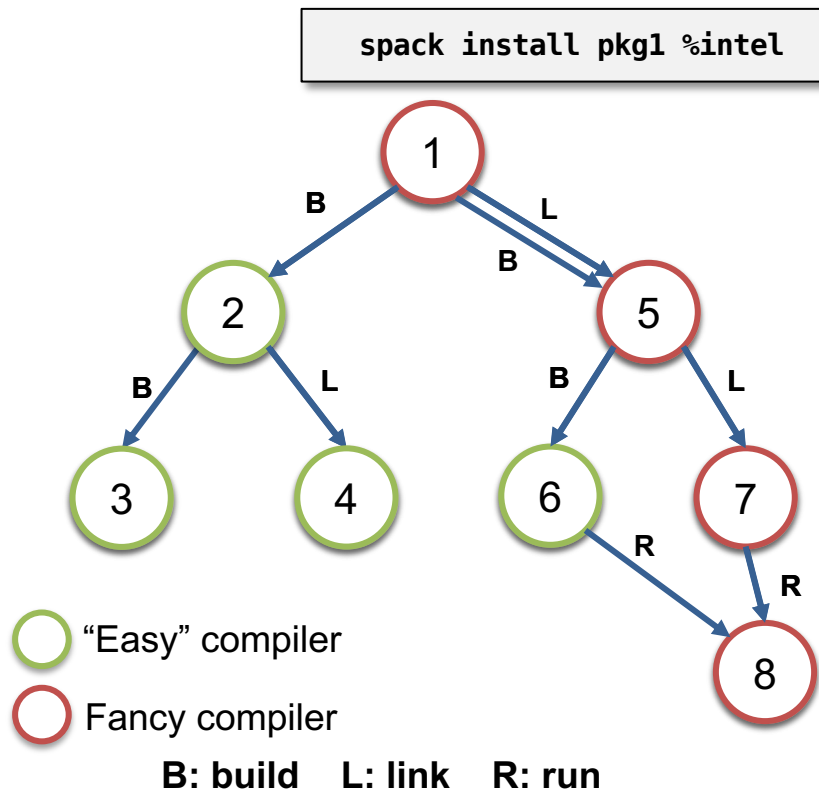 spack install pkg1 %intel
1
B
L
B
2
5
B
L
B
L
3
4
6
7
R
R
8
“Easy” compiler
Fancy compiler
B: build L: link R: run